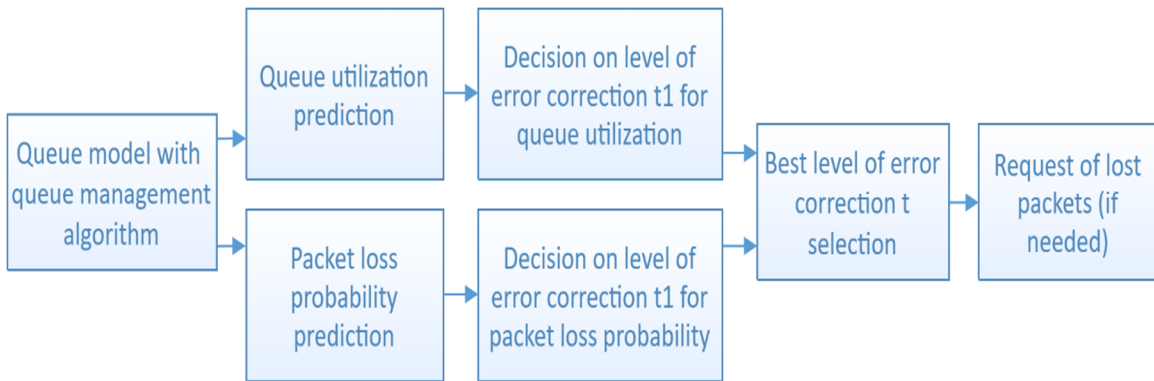 Queue model with
queue management
algorithm
Queue utilization
prediction
Decision on level of
error correction t1 for
queue utilization
Packet loss
probability
prediction
Decision on level of
error correction t1 for
packet loss probability
Best level of error
correction t
selection
Request of lost
packets (if
needed)